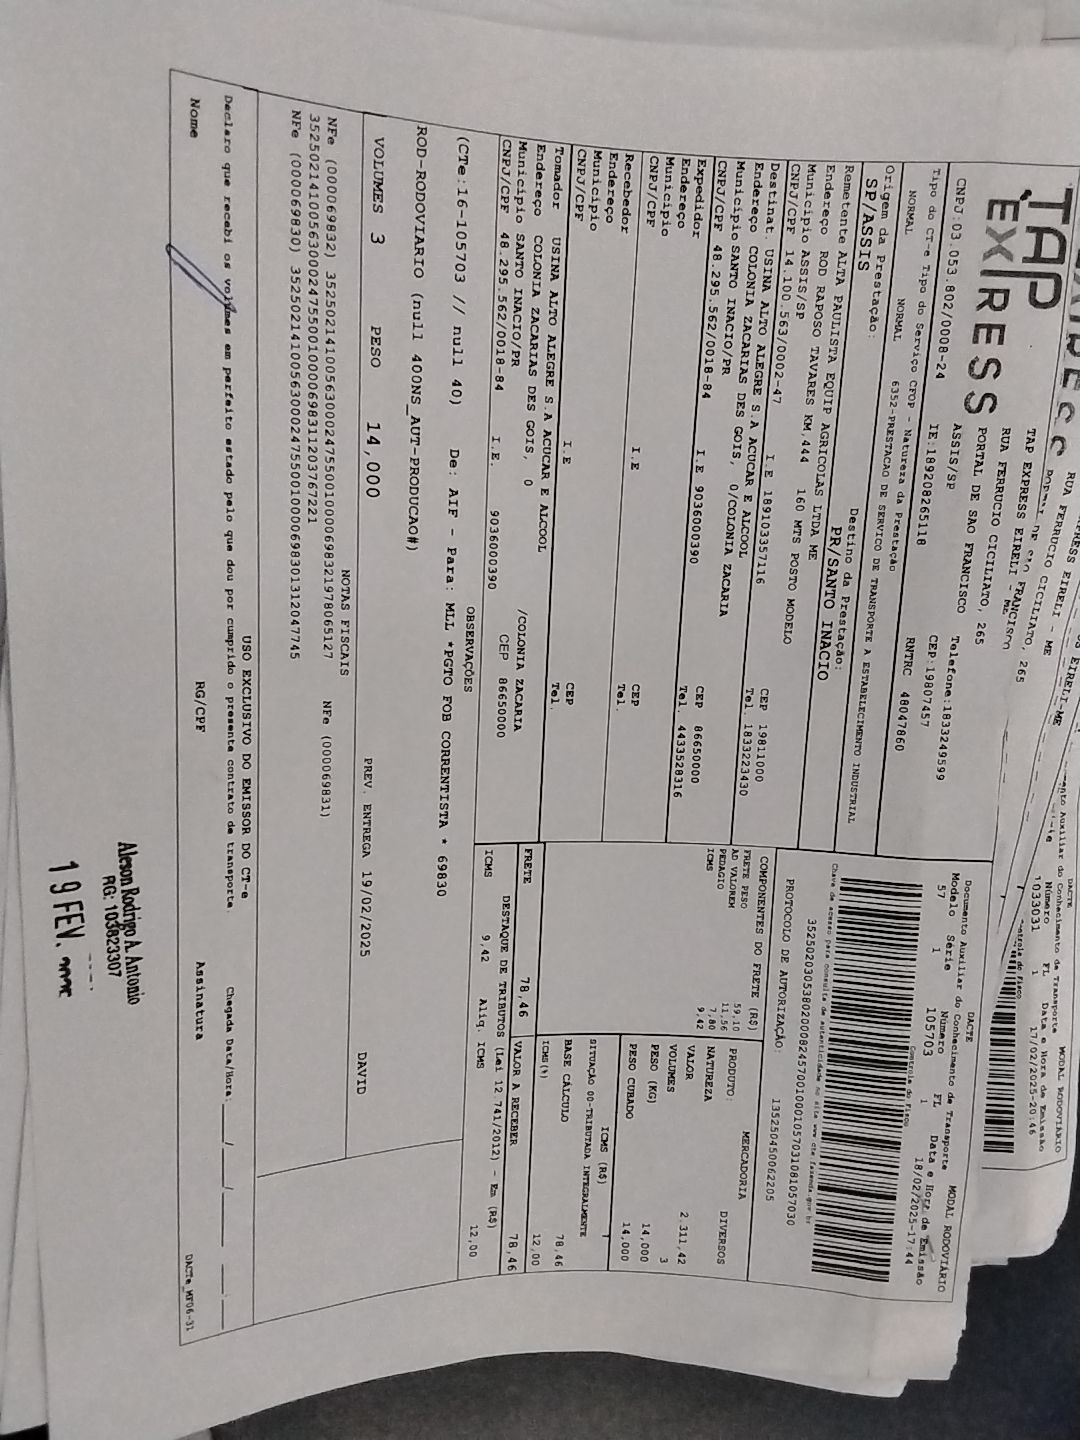 TAP EXPRESS
TAP EXPRESS EIRELI - ME
RUA FERRUCIO CICILIATO, 265
PORTAL DE SAO FRANCISCO
ASSIS/SP
Telefone:1833249599
CNPJ:03.053.802/0008-24 IE:189208265118 CEP:19807457
Tipo do CT-e Tipo do Serviço CFOP - Natureza da Prestação RNTRC 48047860
NORMAL NORMAL 6352-PRESTACAO DE SERVICO DE TRANSPORTE A ESTABELECIMENTO INDUSTRIAL
Origem da Prestação: Destino da Prestação:
SP/ASSIS PR/SANTO INACIO
Remetente ALTA PAULISTA EQUIP AGRICOLAS LTDA ME
Endereço ROD RAPOSO TAVARES KM,444 160 MTS POSTO MODELO
Município ASSIS/SP CEP 19811000
CNPJ/CPF 14.100.563/0002-47 I.E 189103357116 Tel. 1833223430
Destinat. USINA ALTO ALEGRE S.A ACUCAR E ALCOOL
Endereço COLONIA ZACARIAS DES GOIS, 0/COLONIA ZACARIA
Município SANTO INACIO/PR CEP 86650000
CNPJ/CPF 48.295.562/0018-84 I.E 9036000390 Tel. 4433528316
Expedidor
Endereço
Município CEP
CNPJ/CPF I.E Tel.
Recebedor
Endereço
Município CEP
CNPJ/CPF I.E Tel.
Tomador USINA ALTO ALEGRE S.A ACUCAR E ALCOOL
Endereço COLONIA ZACARIAS DES GOIS, 0 /COLONIA ZACARIA
Município SANTO INACIO/PR CEP 86650000
CNPJ/CPF 48.295.562/0018-84 I.E. 9036000390
DACTE MODAL RODOVIÁRIO
Documento Auxiliar do Conhecimento de Transporte
Modelo Série Número FL Data e Hora de Emissão
57 1 105703 1 18/02/2025-17:44
Controle do Fisco
Chave de acesso para consulta de autenticidade no site www.cte.fazenda.gov.br
35250203053802000824570010001057031081057030
PROTOCOLO DE AUTORIZAÇÃO: 135250450062205
COMPONENTES DO FRETE (R$)
FRETE PESO 59,10
AD VALOREM 11,56
PEDAGIO 7,80
ICMS 9,42
MERCADORIA
PRODUTO: DIVERSOS
NATUREZA
VALOR 2.311,42
VOLUMES 3
PESO (KG) 14,000
PESO CUBADO 14,000
ICMS (R$)
SITUAÇÃO 00-TRIBUTADA INTEGRALMENTE
BASE CÁLCULO 78,46
ICMS(%) 12,00
FRETE 78,46 VALOR A RECEBER 78,46
DESTAQUE DE TRIBUTOS (Lei 12.741/2012) - Em (R$)
ICMS 9,42 Aliq. ICMS 12,00
OBSERVAÇÕES
(CTe:16-105703 // null 40) De: AIF - Para: MLL *PGTO FOB CORRENTISTA * 69830
ROD-RODOVIARIO (null 400NS_AUT-PRODUCAO#)
VOLUMES 3 PESO 14,000 PREV. ENTREGA 19/02/2025 DAVID
NOTAS FISCAIS
NFe (000069832) 35250214100563000247550010000698321978065127 NFe (000069831)
35250214100563000247550010000698311203767221
NFe (000069830) 35250214100563000247550010000698301312047745
USO EXCLUSIVO DO EMISSOR DO CT-e
Declaro que recebi os volumes em perfeito estado pelo que dou por cumprido o presente contrato de transporte. Chegada Data/Hora:
Nome RG/CPF Assinatura
DACTe_MF06-31
Aleson Rodrigo A. Antonio
RG: 103823307
19 FEV.